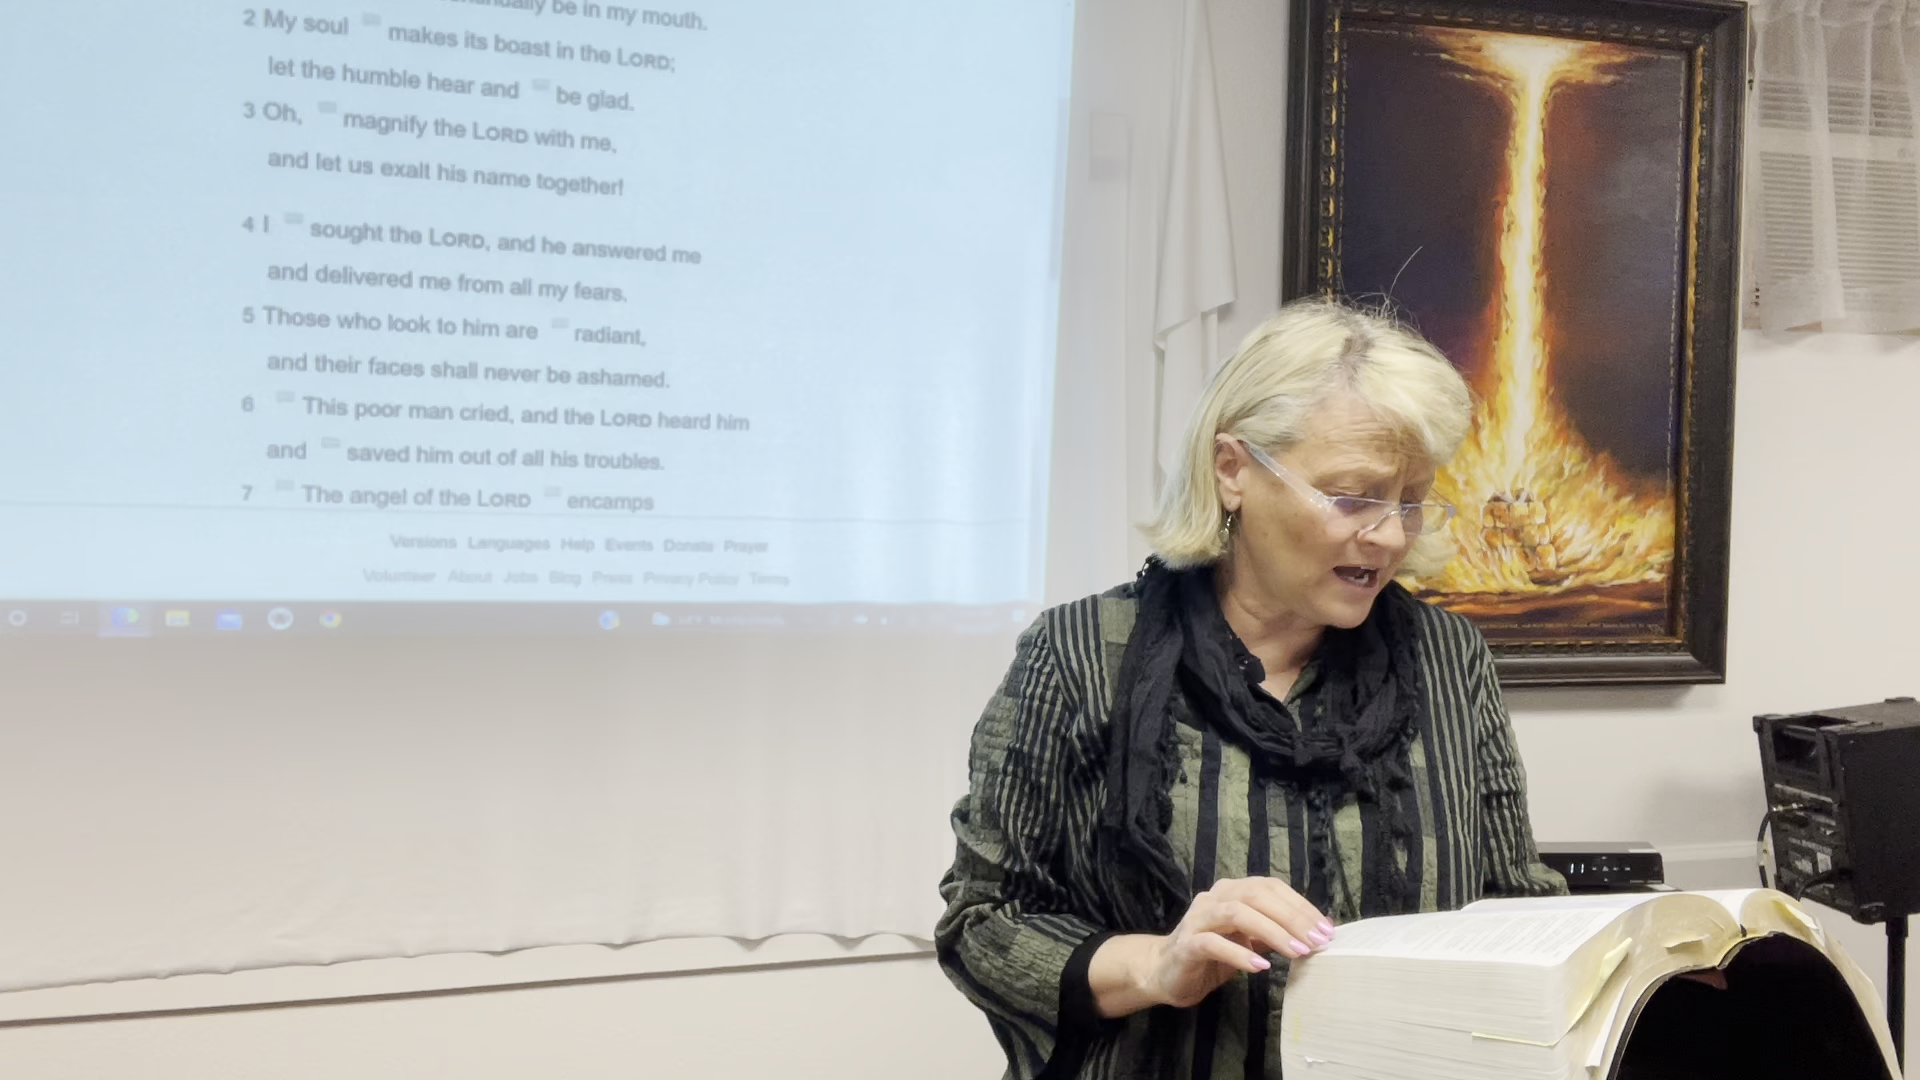 be in my mouth.
2 My soul makes its boast in the LORD;
let the humble hear and be glad.
3 Oh, magnify the LORD with me,
and let us exalt his name together!
4 I sought the LORD, and he answered me
and delivered me from all my fears.
5 Those who look to him are radiant,
and their faces shall never be ashamed.
6 This poor man cried, and the LORD heard him
and saved him out of all his troubles.
7 The angel of the LORD encamps
Versions Languages Help Events Donate Prayer
Volunteer About Jobs Blog Press Privacy Policy Terms